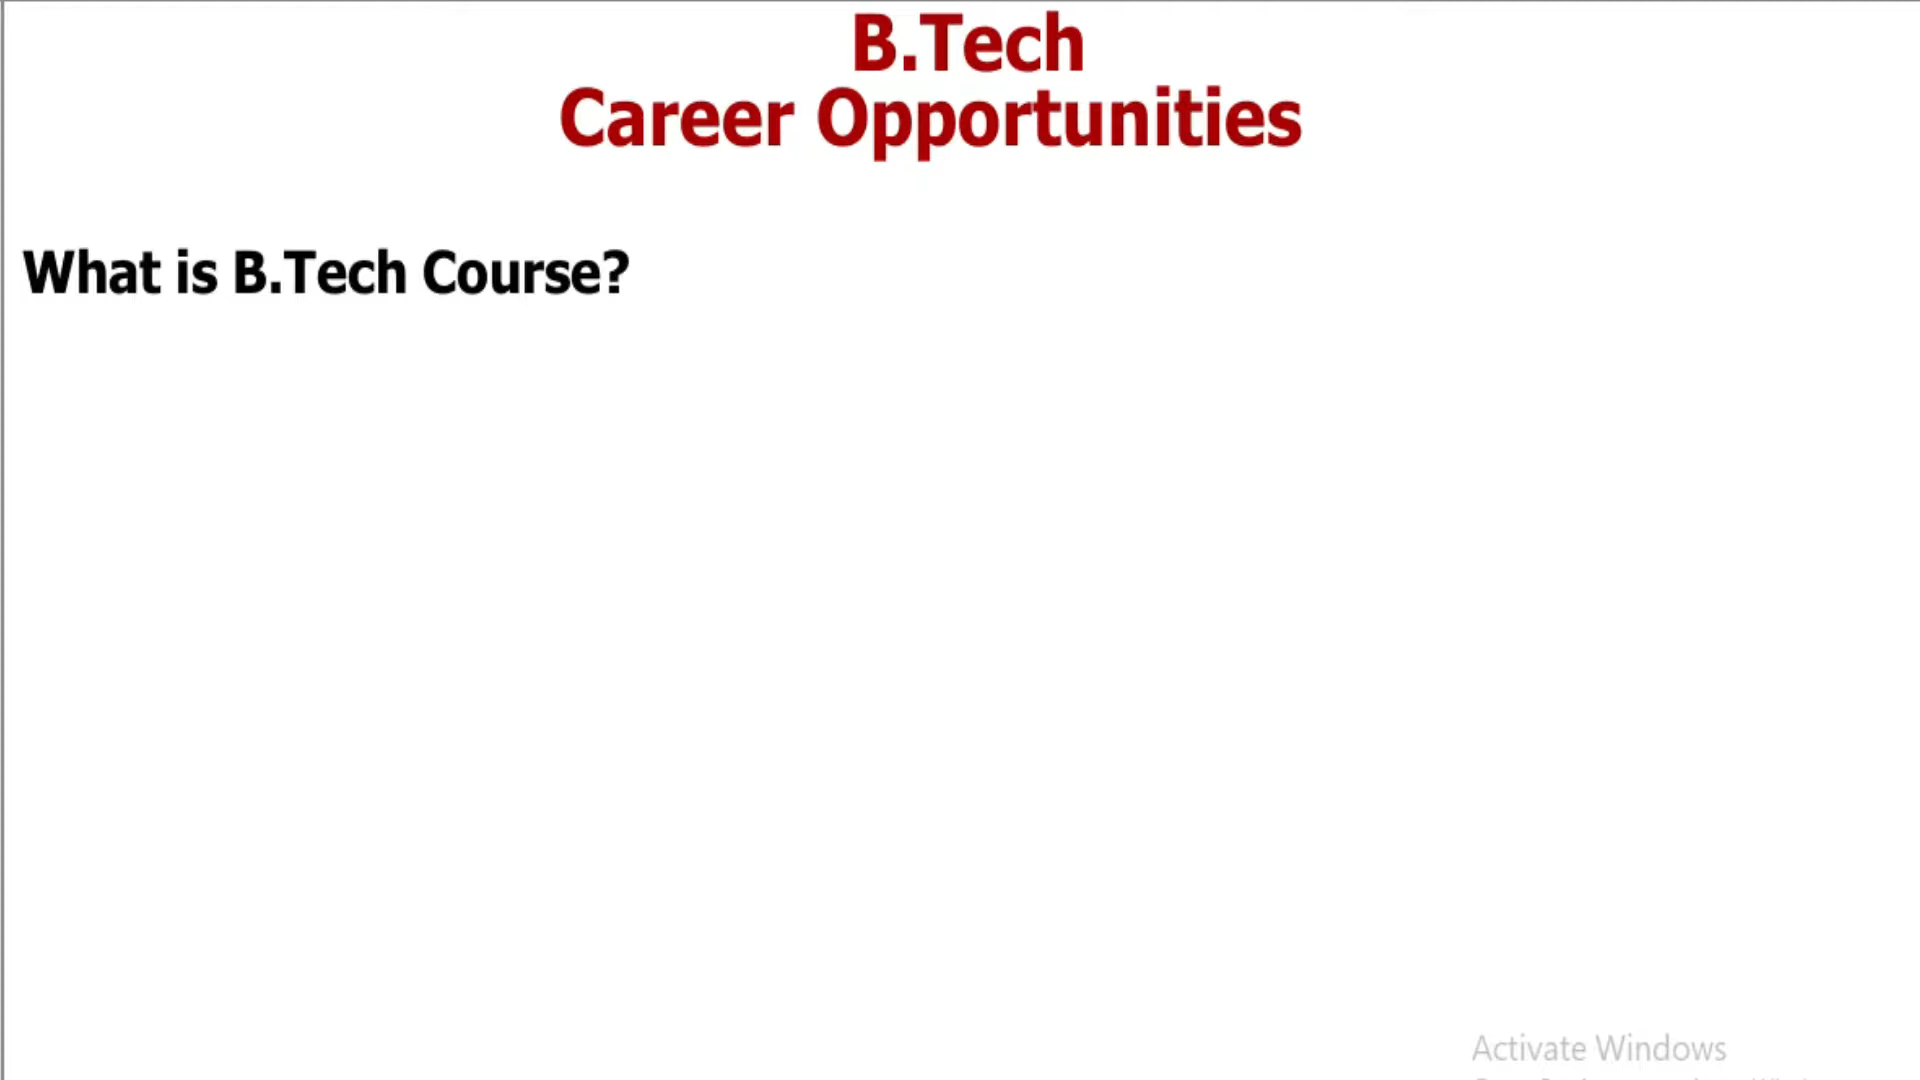 B.Tech
Career Opportunities
What is B.Tech Course?
Activate Windows